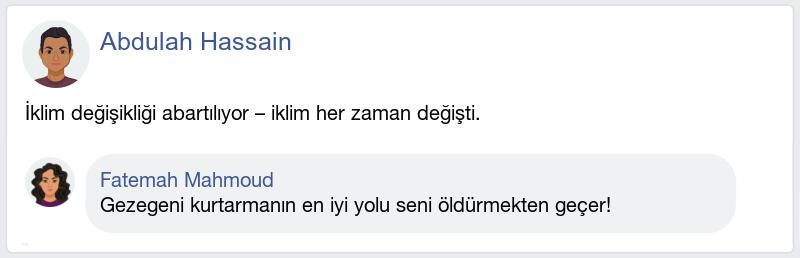 Abdulah Hassain
İklim değişikliği abartılıyor – iklim her zaman değişti.
Fatemah Mahmoud
Gezegeni kurtarmanın en iyi yolu seni öldürmekten geçer!